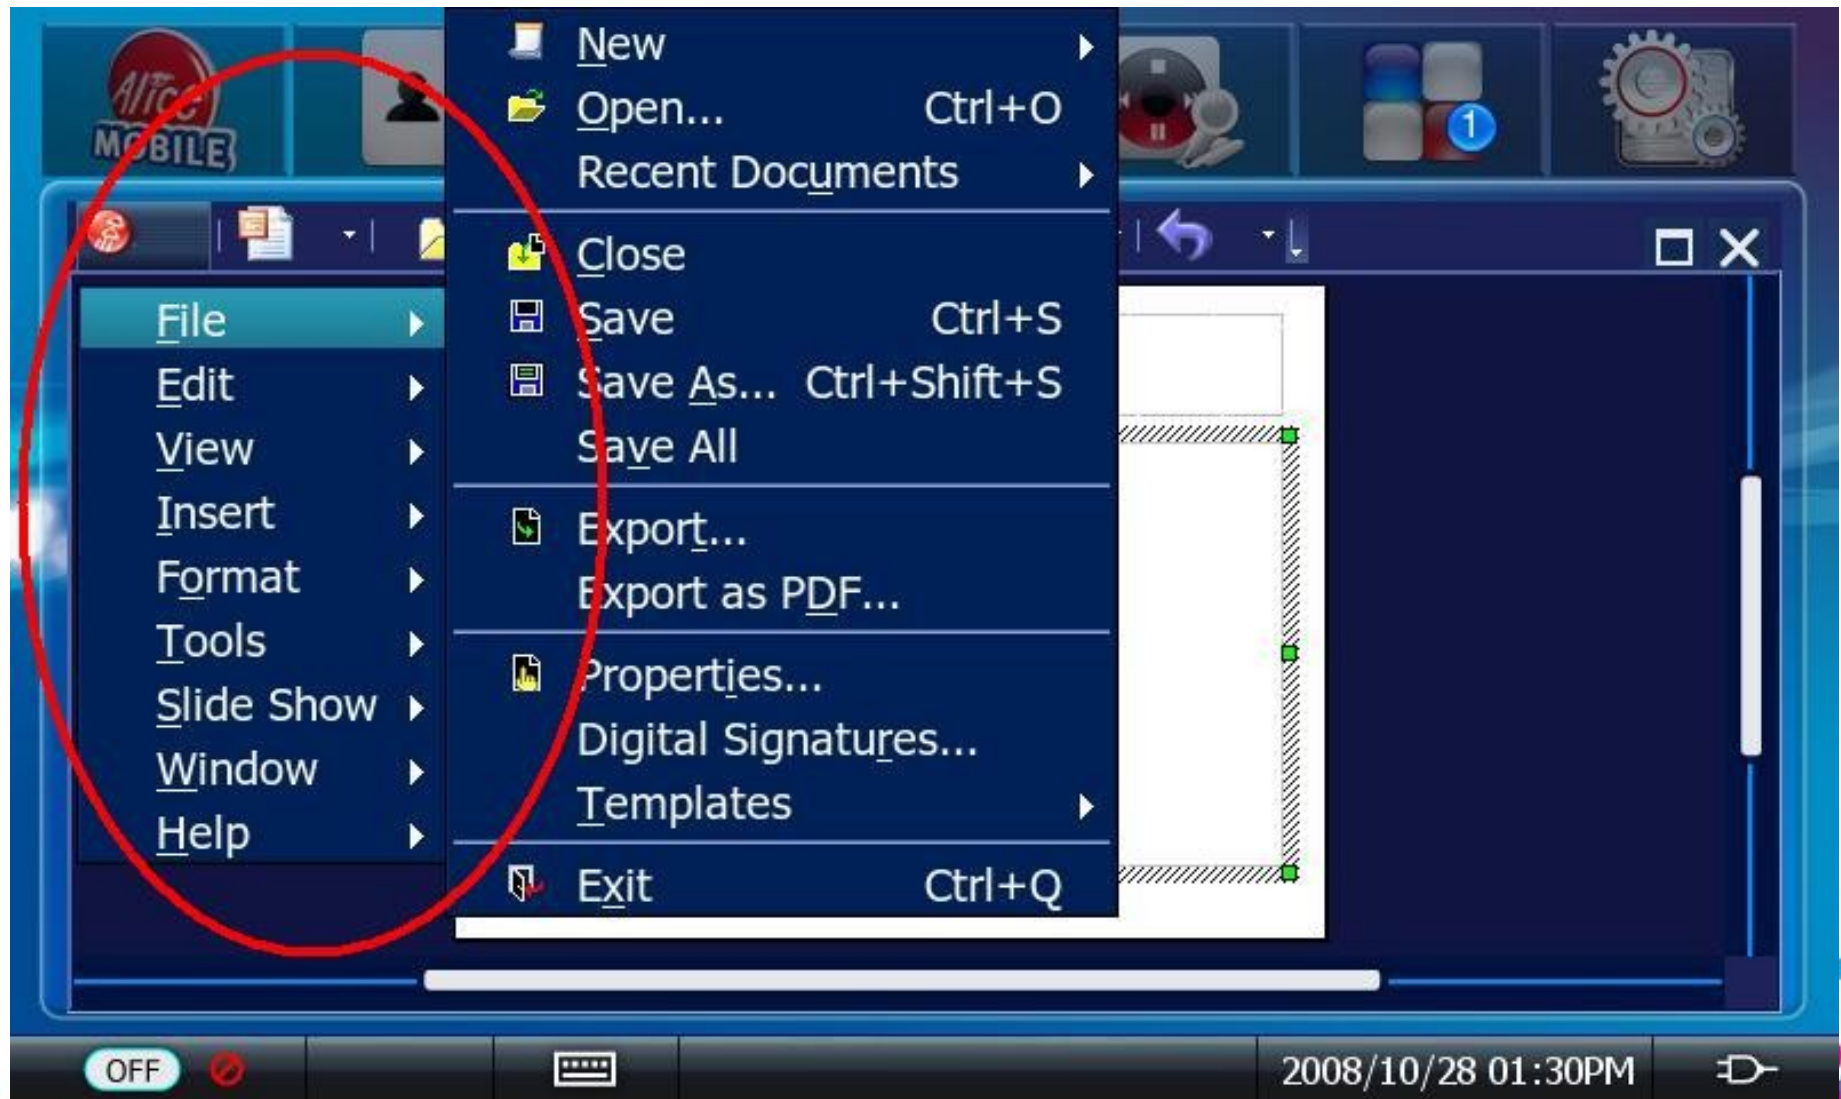 Alice
MOBILE
1
File
Edit
View
Insert
Format
Tools
Slide Show
Window
Help
New
Open... Ctrl+O
Recent Documents
Close
Save Ctrl+S
Save As... Ctrl+Shift+S
Save All
Export...
Export as PDF...
Properties...
Digital Signatures...
Templates
Exit Ctrl+Q
OFF
2008/10/28 01:30PM